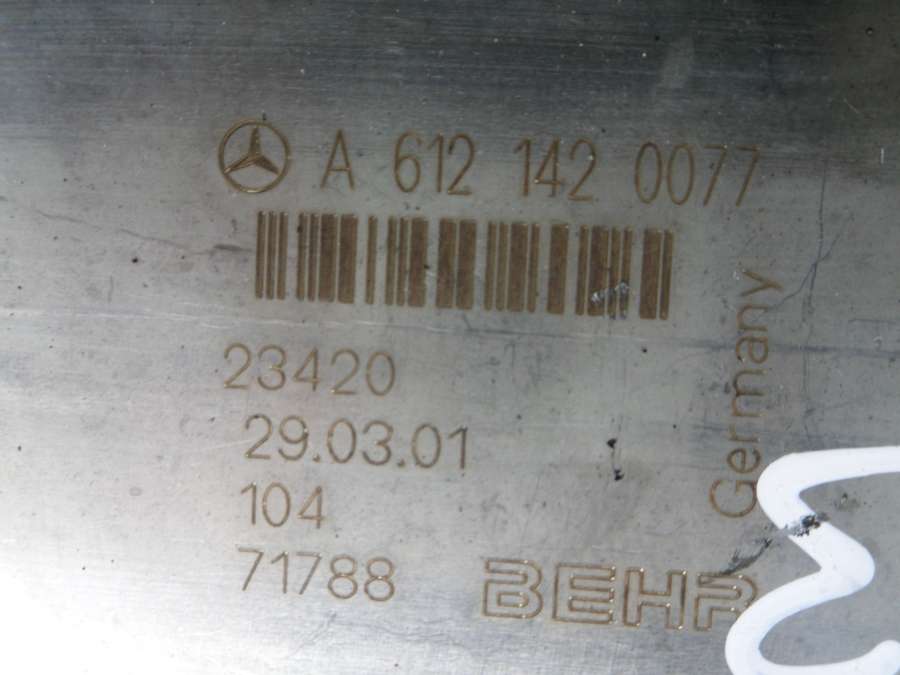 A 612 142 0077
23420
29.03.01
104
71788
Germany
BEHR